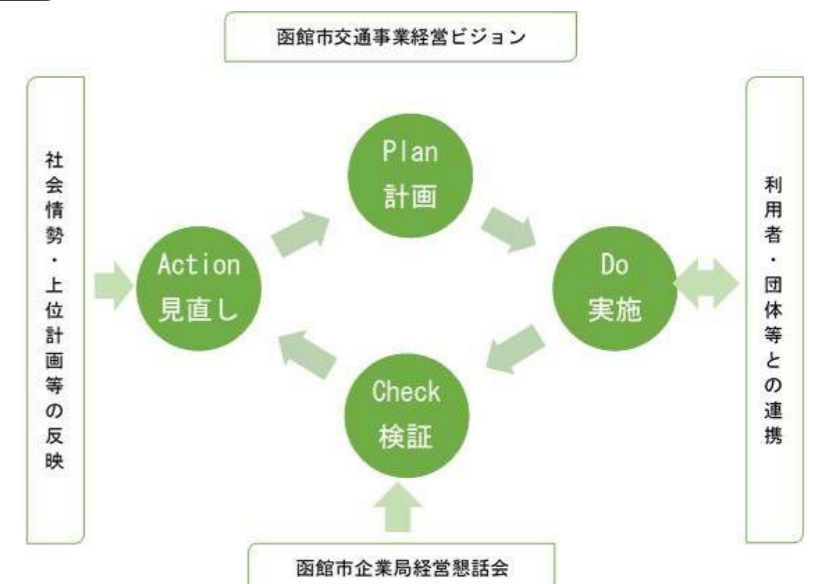 函館市交通事業経営ビジョン
社会情勢・上位計画等の反映
Plan
計画
Action
見直し
Do
実施
Check
検証
利用者・団体等との連携
函館市企業局経営懇話会